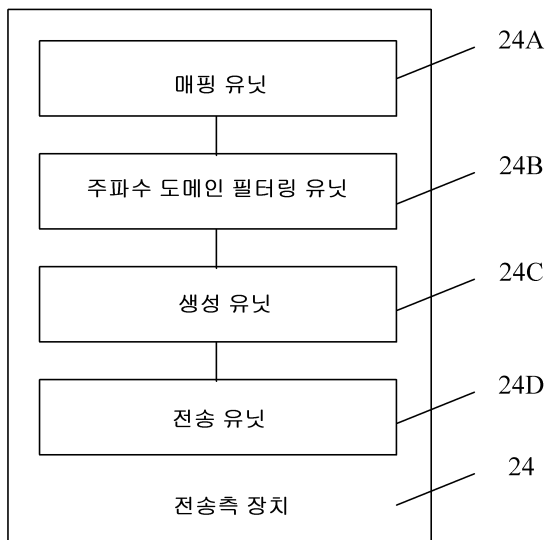 24A
매핑 유닛
24B
주파수 도메인 필터링 유닛
24C
생성 유닛
24D
전송 유닛
24
전송측 장치